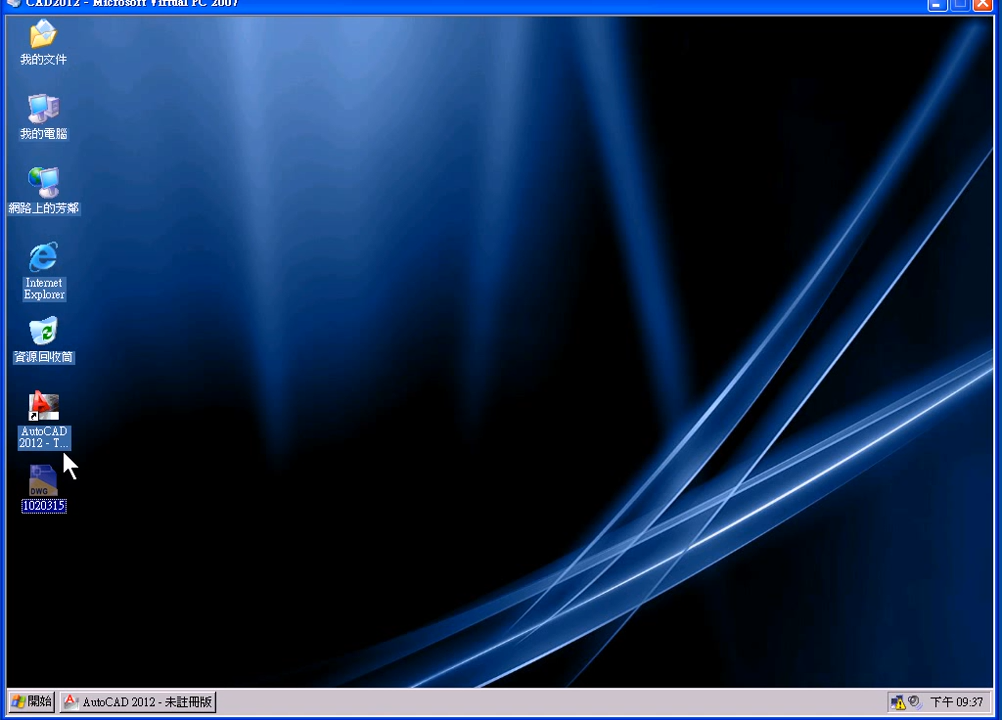 CAD2012 - Microsoft Virtual PC 2007
我的文件
我的電腦
網路上的芳鄰
Internet
Explorer
資源回收筒
AutoCAD
2012 - T...
DWG
1020315
開始
AutoCAD 2012 - 未註冊版
下午 09:37